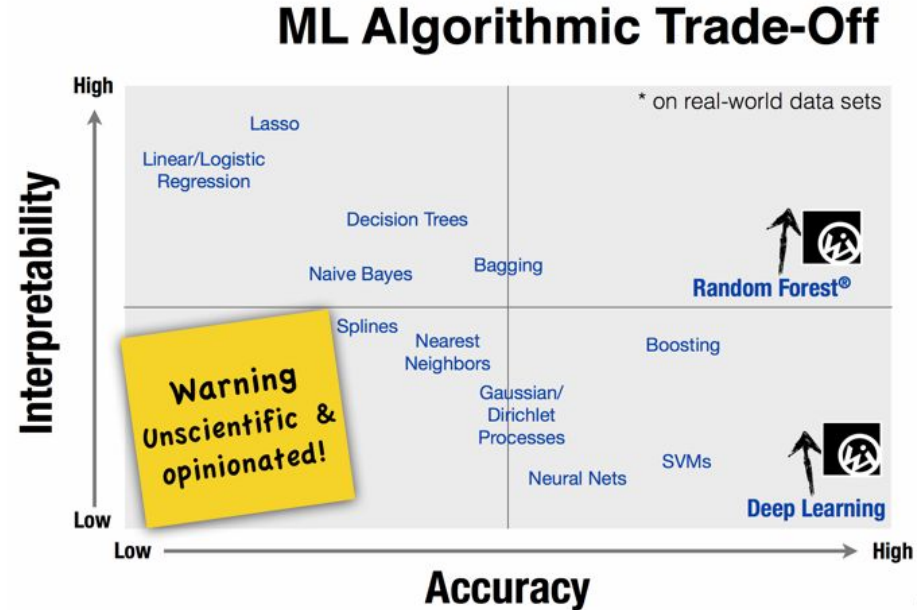 ML Algorithmic Trade-Off
High
* on real-world data sets
Lasso
Linear/Logistic
Regression
Decision Trees
Naive Bayes
Bagging
Random Forest®
Interpretability
Splines
Nearest
Neighbors
Boosting
Warning
Unscientific &
opinionated!
Gaussian/
Dirichlet
Processes
Neural Nets
SVMs
Deep Learning
Low
Low
High
Accuracy